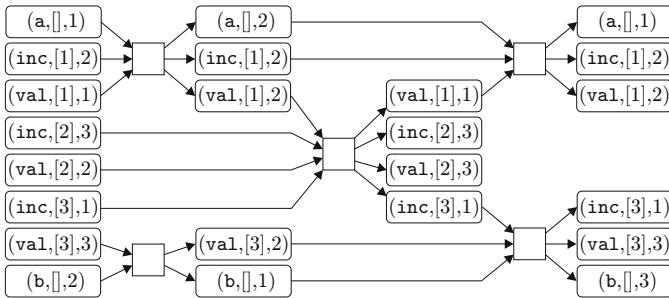 (a,[],1)
(a,[],2)
(a,[],1)
(inc,[1],2)
(inc,[1],2)
(inc,[1],2)
(val,[1],1)
(val,[1],2)
(val,[1],1)
(val,[1],2)
(inc,[2],3)
(inc,[2],3)
(val,[2],2)
(val,[2],3)
(inc,[3],1)
(inc,[3],1)
(inc,[3],1)
(val,[3],3)
(val,[3],2)
(val,[3],3)
(b,[],2)
(b,[],1)
(b,[],3)